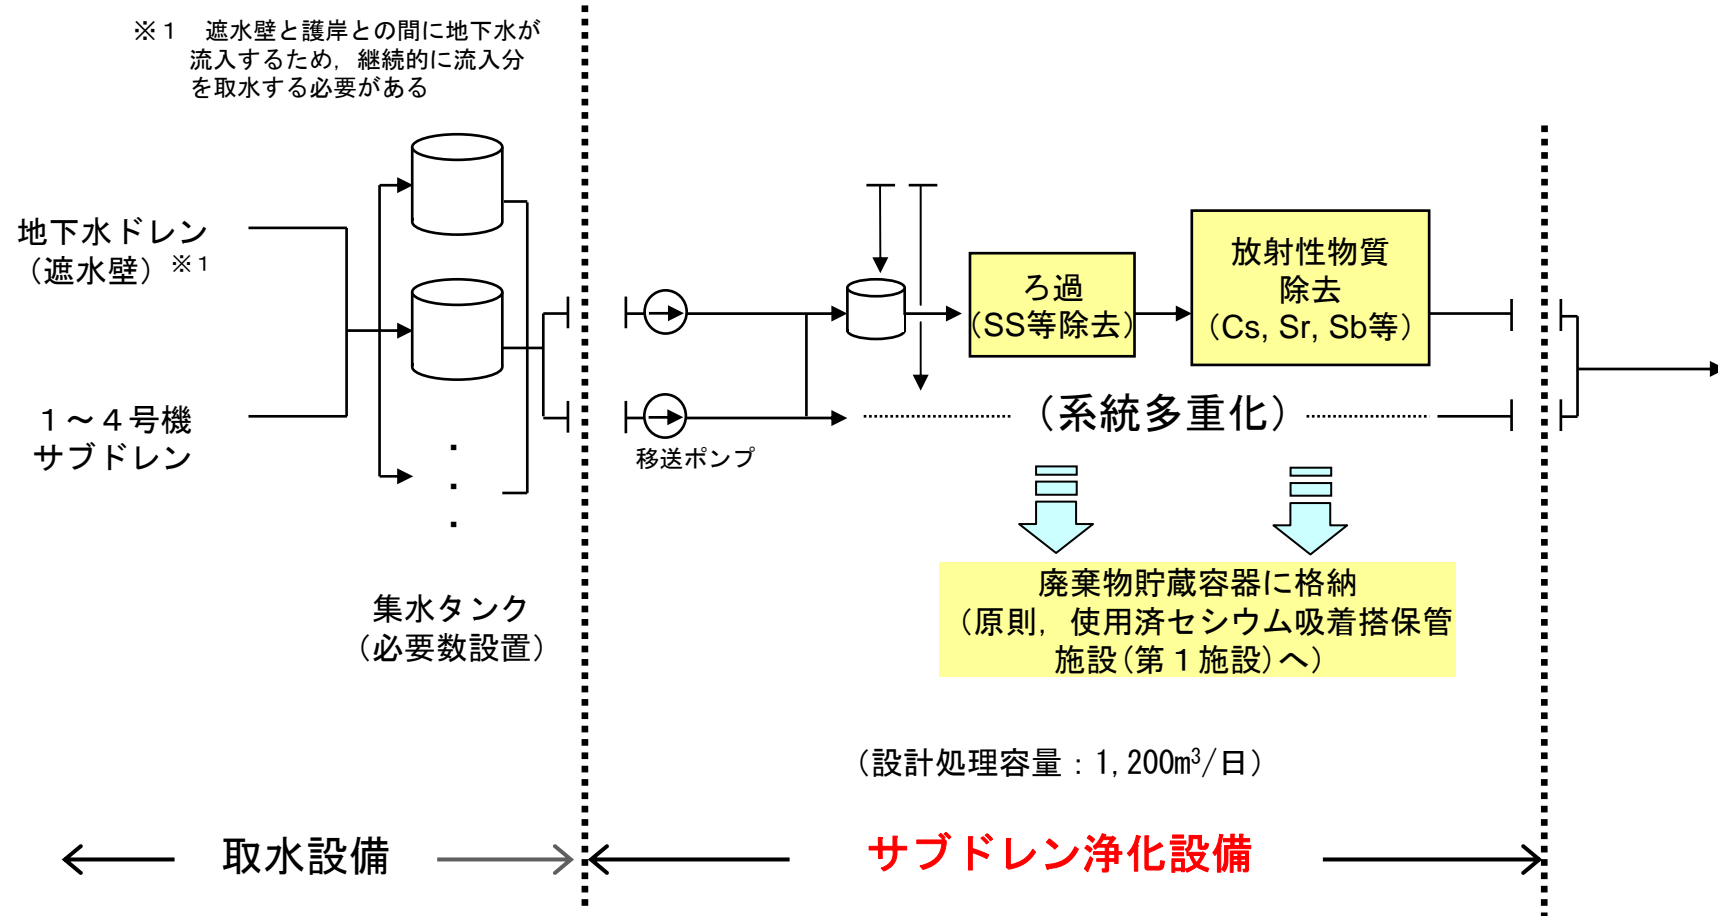 ※１　遮水壁と護岸との間に地下水が
流入するため，継続的に流入分
を取水する必要がある
地下水ドレン
（遮水壁）※１
１～４号機
サブドレン
・
・
・
集水タンク
（必要数設置）
移送ポンプ
ろ過
(SS等除去)
放射性物質
除去
（Cs, Sr, Sb等）
（系統多重化）
廃棄物貯蔵容器に格納
（原則，使用済セシウム吸着搭保管
施設(第１施設)へ）
（設計処理容量：1,200m³/日）
取水設備
サブドレン浄化設備